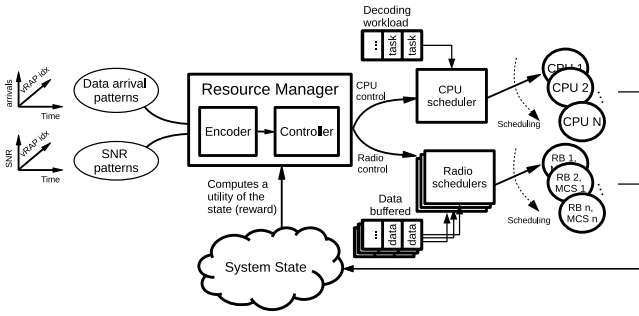 Decoding
workload
...
task
task
arrivals
vRAP idx
Time
Data arrival
patterns
SNR
vRAP idx
Time
SNR
patterns
Resource Manager
Encoder
Controller
CPU
control
Radio
control
CPU
scheduler
Scheduling
CPU 1
CPU 2
CPU N
Radio
schedulers
Scheduling
RB 1,
RB 2,
MCS 1
RB n,
MCS n
Computes a
utility of the
state (reward)
Data
buffered
...
data
data
System State